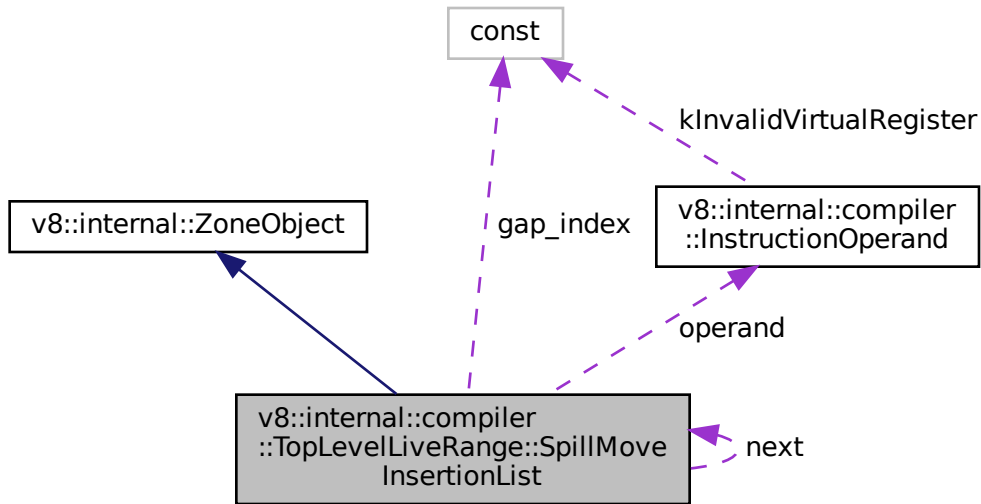 const
kInvalidVirtualRegister
v8::internal::ZoneObject
v8::internal::compiler
::InstructionOperand
gap_index
operand
v8::internal::compiler
::TopLevelLiveRange::SpillMove
InsertionList
next